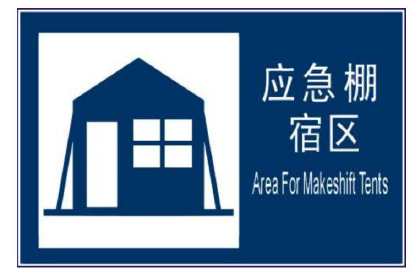 应急棚
宿区
Area For Makeshift Tents